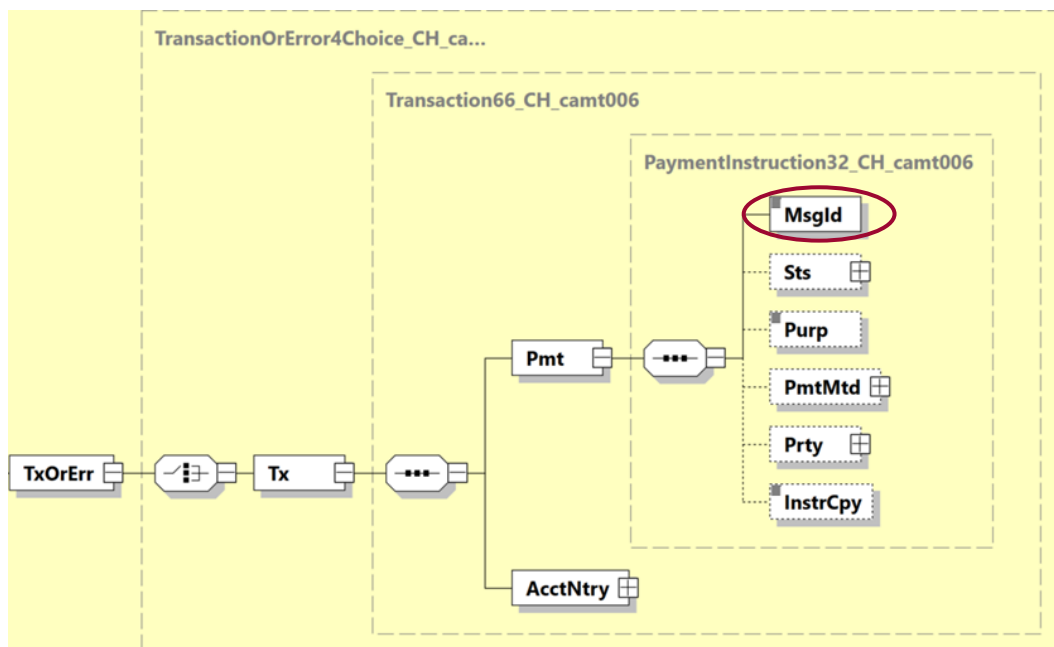 TransactionOrError4Choice_CH_ca...
Transaction66_CH_camt006
PaymentInstruction32_CH_camt006
MsgId
Sts
Purp
Pmt
PmtMtd
Prty
TxOrErr
Tx
InstrCpy
AcctNtry